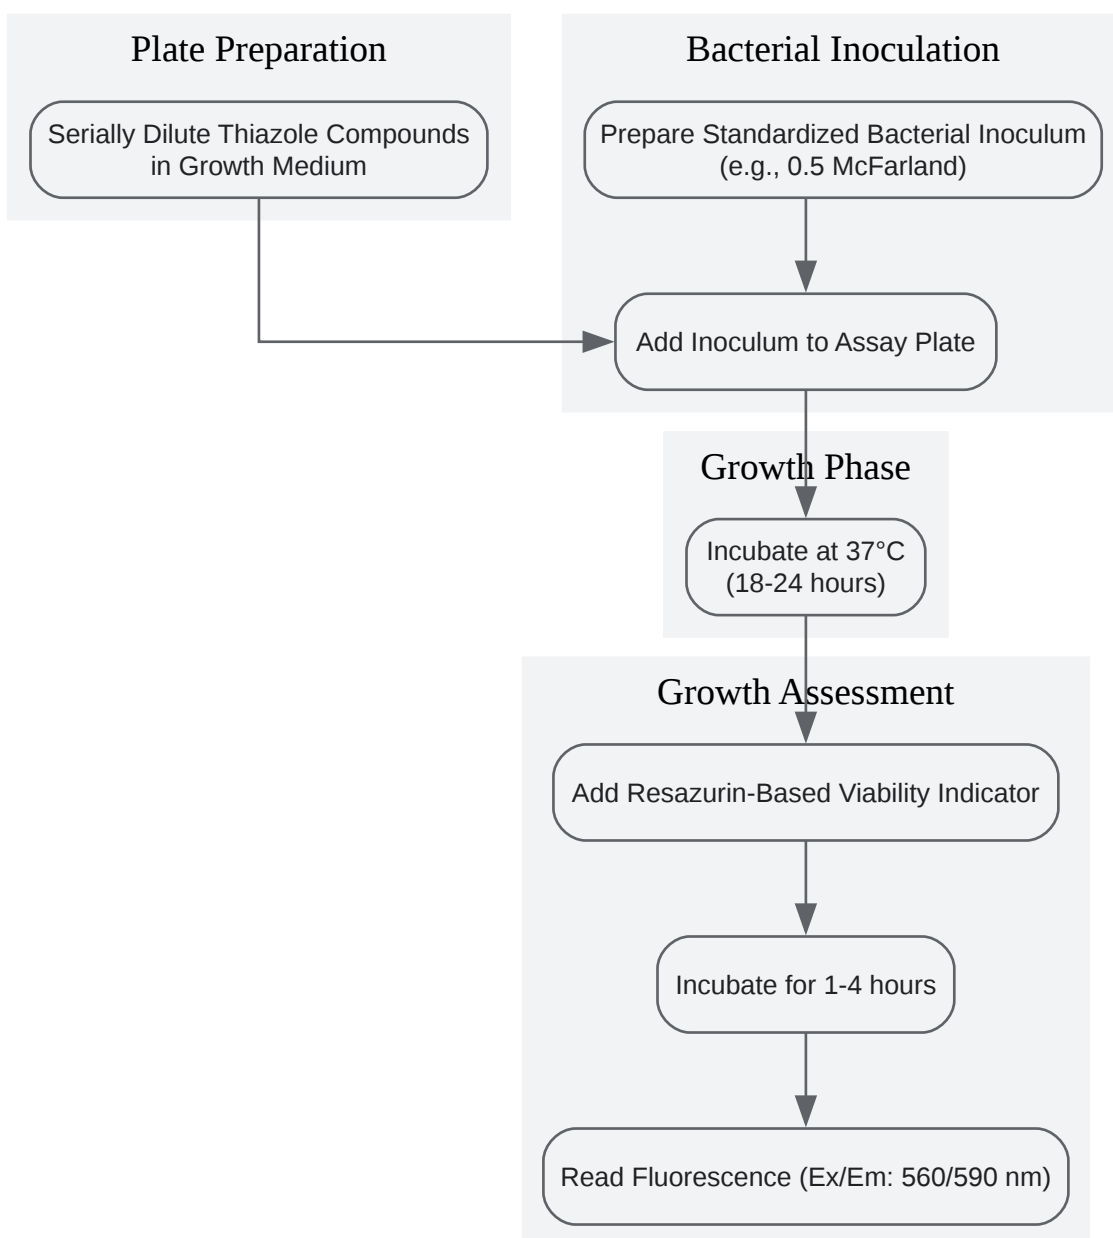 Plate Preparation
Serially Dilute Thiazole Compounds
in Growth Medium
Bacterial Inoculation
Prepare Standardized Bacterial Inoculum
(e.g., 0.5 McFarland)
Add Inoculum to Assay Plate
Growth Phase
Incubate at 37°C
(18-24 hours)
Growth Assessment
Add Resazurin-Based Viability Indicator
Incubate for 1-4 hours
Read Fluorescence (Ex/Em: 560/590 nm)